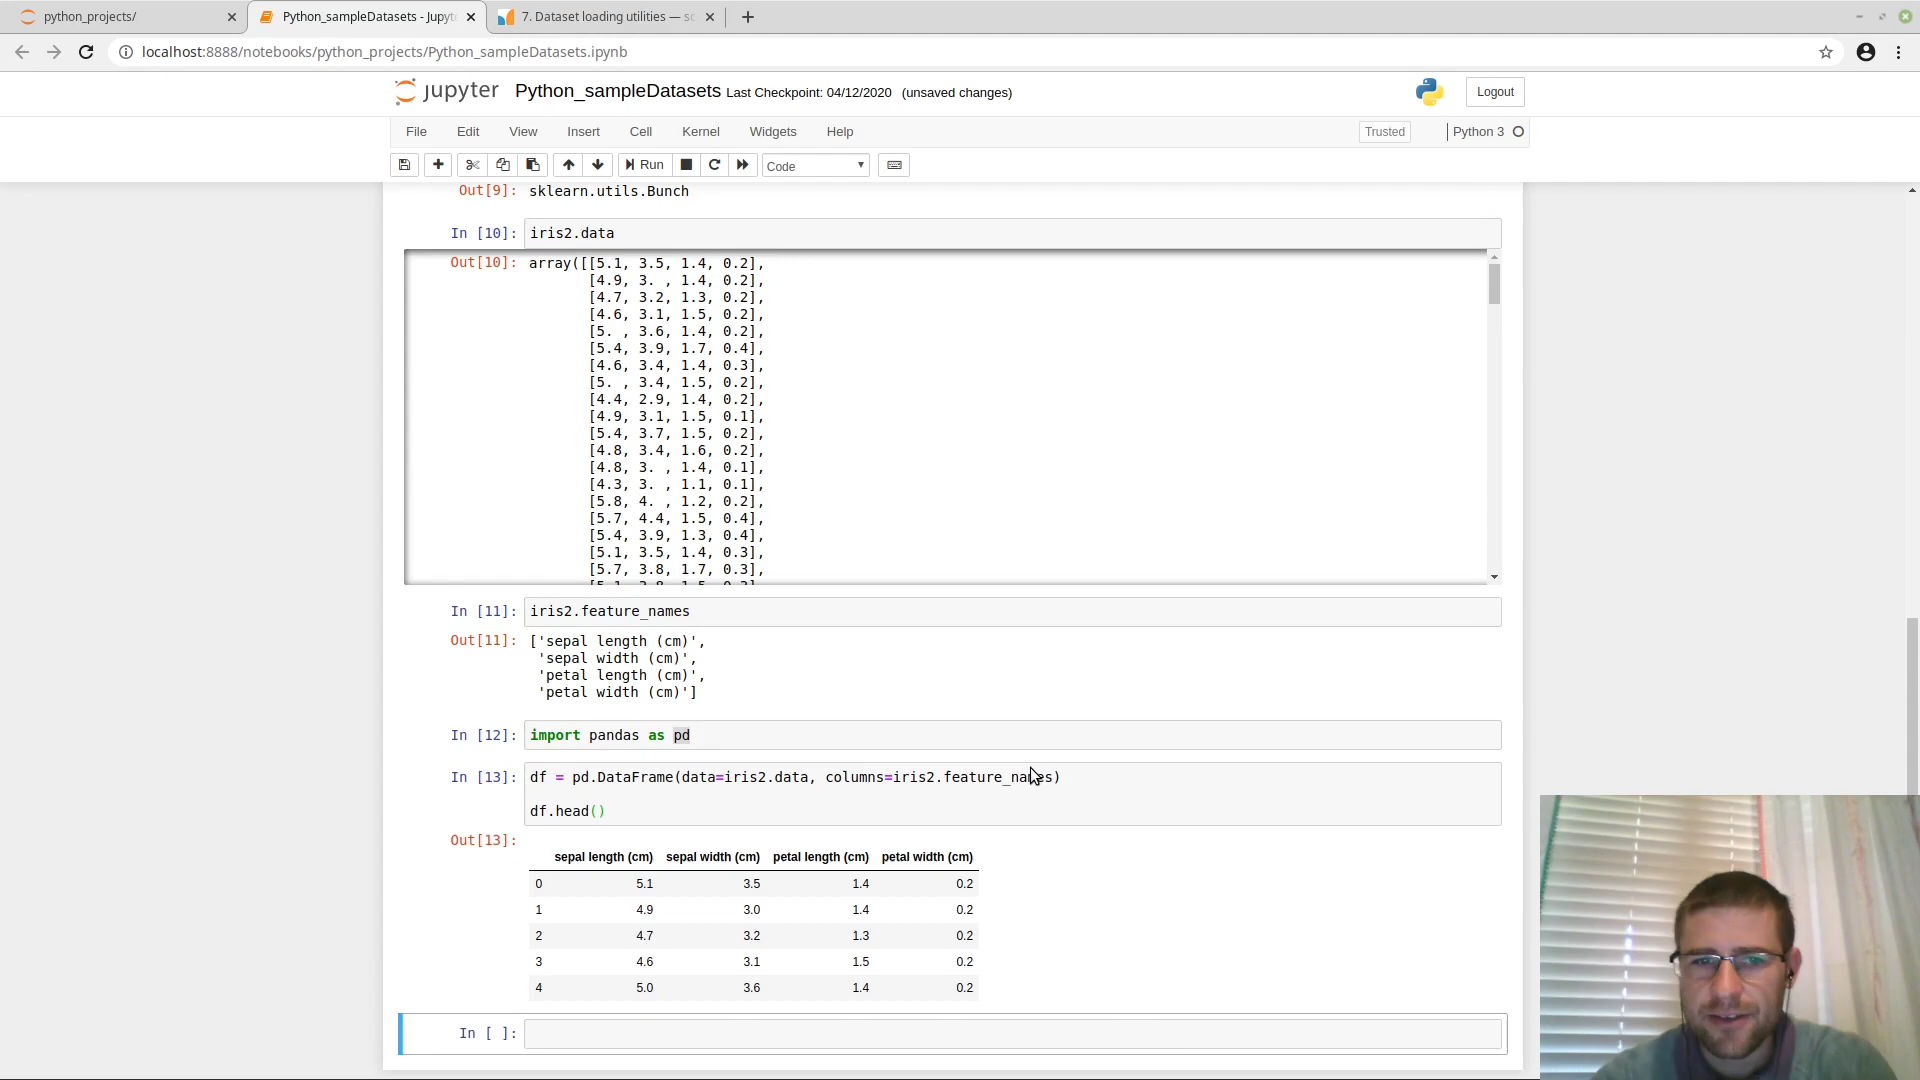 python_projects/
Python_sampleDatasets - Jupyte
7. Dataset loading utilities — sc
localhost:8888/notebooks/python_projects/Python_sampleDatasets.ipynb
jupyter Python_sampleDatasets Last Checkpoint: 04/12/2020 (unsaved changes)
Logout
File Edit View Insert Cell Kernel Widgets Help
Trusted
Python 3
Run
Code
Out[9]: sklearn.utils.Bunch
In [10]: iris2.data
Out[10]: array([[5.1, 3.5, 1.4, 0.2],
[4.9, 3. , 1.4, 0.2],
[4.7, 3.2, 1.3, 0.2],
[4.6, 3.1, 1.5, 0.2],
[5. , 3.6, 1.4, 0.2],
[5.4, 3.9, 1.7, 0.4],
[4.6, 3.4, 1.4, 0.3],
[5. , 3.4, 1.5, 0.2],
[4.4, 2.9, 1.4, 0.2],
[4.9, 3.1, 1.5, 0.1],
[5.4, 3.7, 1.5, 0.2],
[4.8, 3.4, 1.6, 0.2],
[4.8, 3. , 1.4, 0.1],
[4.3, 3. , 1.1, 0.1],
[5.8, 4. , 1.2, 0.2],
[5.7, 4.4, 1.5, 0.4],
[5.4, 3.9, 1.3, 0.4],
[5.1, 3.5, 1.4, 0.3],
[5.7, 3.8, 1.7, 0.3],
In [11]: iris2.feature_names
Out[11]: ['sepal length (cm)',
'sepal width (cm)',
'petal length (cm)',
'petal width (cm)']
In [12]: import pandas as pd
In [13]: df = pd.DataFrame(data=iris2.data, columns=iris2.feature_names)
df.head()
Out[13]:
sepal length (cm) sepal width (cm) petal length (cm) petal width (cm)
0 5.1 3.5 1.4 0.2
1 4.9 3.0 1.4 0.2
2 4.7 3.2 1.3 0.2
3 4.6 3.1 1.5 0.2
4 5.0 3.6 1.4 0.2
In [ ]: